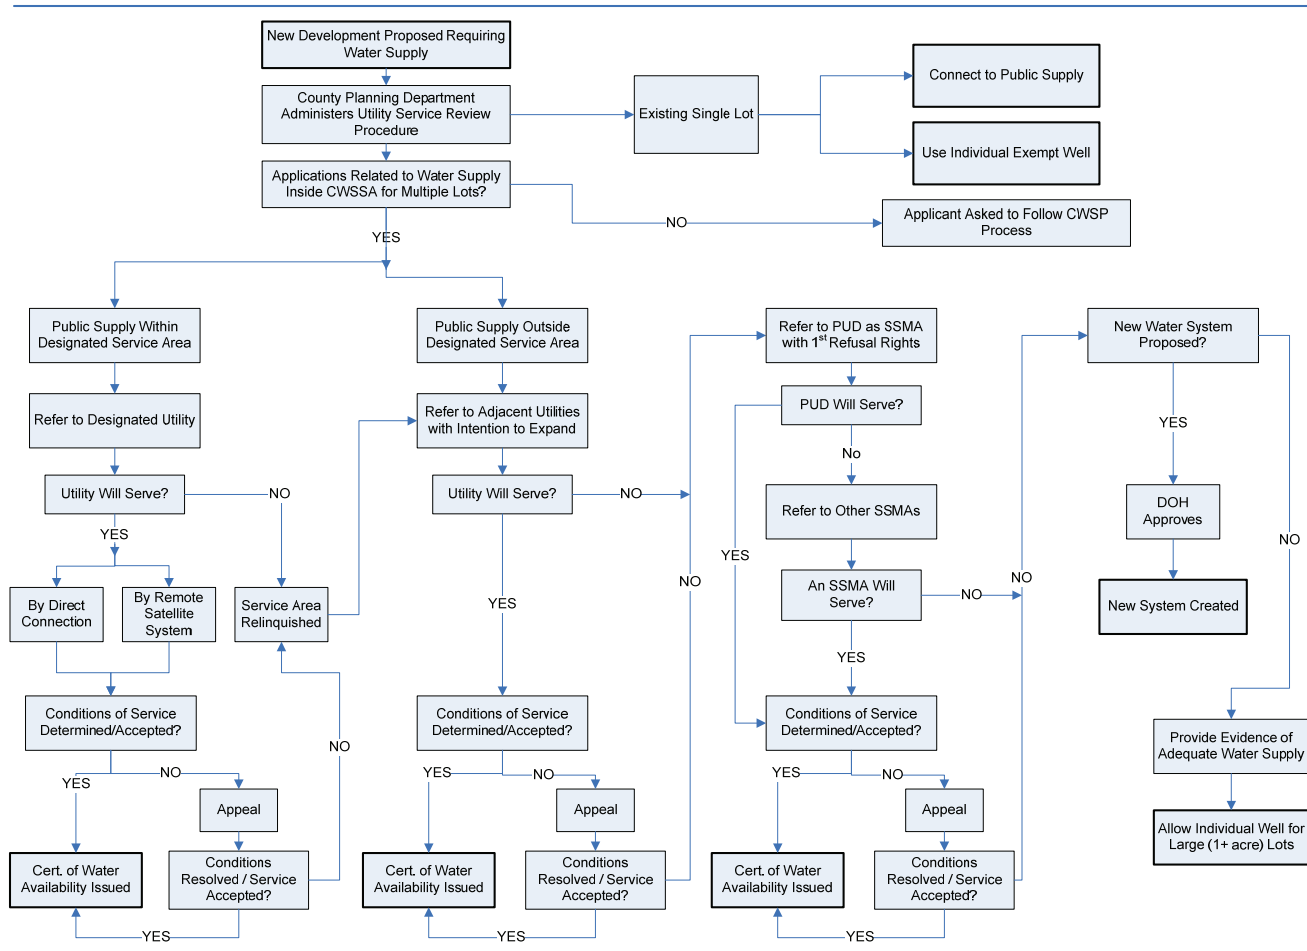 New Development Proposed Requiring
Water Supply
County Planning Department
Administers Utility Service Review
Procedure
Existing Single Lot
Connect to Public Supply
Use Individual Exempt Well
Applications Related to Water Supply
Inside CWSSA for Multiple Lots?
NO
Applicant Asked to Follow CWSP
Process
YES
Public Supply Within
Designated Service Area
Refer to Designated Utility
Utility Will Serve?
NO
YES
By Direct
Connection
By Remote
Satellite
System
Service Area
Relinquished
Conditions of Service
Determined/Accepted?
NO
YES
NO
Appeal
Cert. of Water
Availability Issued
Conditions
Resolved / Service
Accepted?
YES
Public Supply Outside
Designated Service Area
Refer to Adjacent Utilities
with Intention to Expand
Utility Will Serve?
NO
YES
NO
Conditions of Service
Determined/Accepted?
YES
NO
Appeal
Cert. of Water
Availability Issued
Conditions
Resolved / Service
Accepted?
YES
Refer to PUD as SSMA
with 1st Refusal Rights
PUD Will Serve?
No
YES
Refer to Other SSMAs
An SSMA Will
Serve?
NO
NO
YES
Conditions of Service
Determined/Accepted?
YES
NO
Appeal
Cert. of Water
Availability Issued
Conditions
Resolved / Service
Accepted?
YES
New Water System
Proposed?
YES
DOH
Approves
New System Created
NO
Provide Evidence of
Adequate Water Supply
Allow Individual Well for
Large (1+ acre) Lots